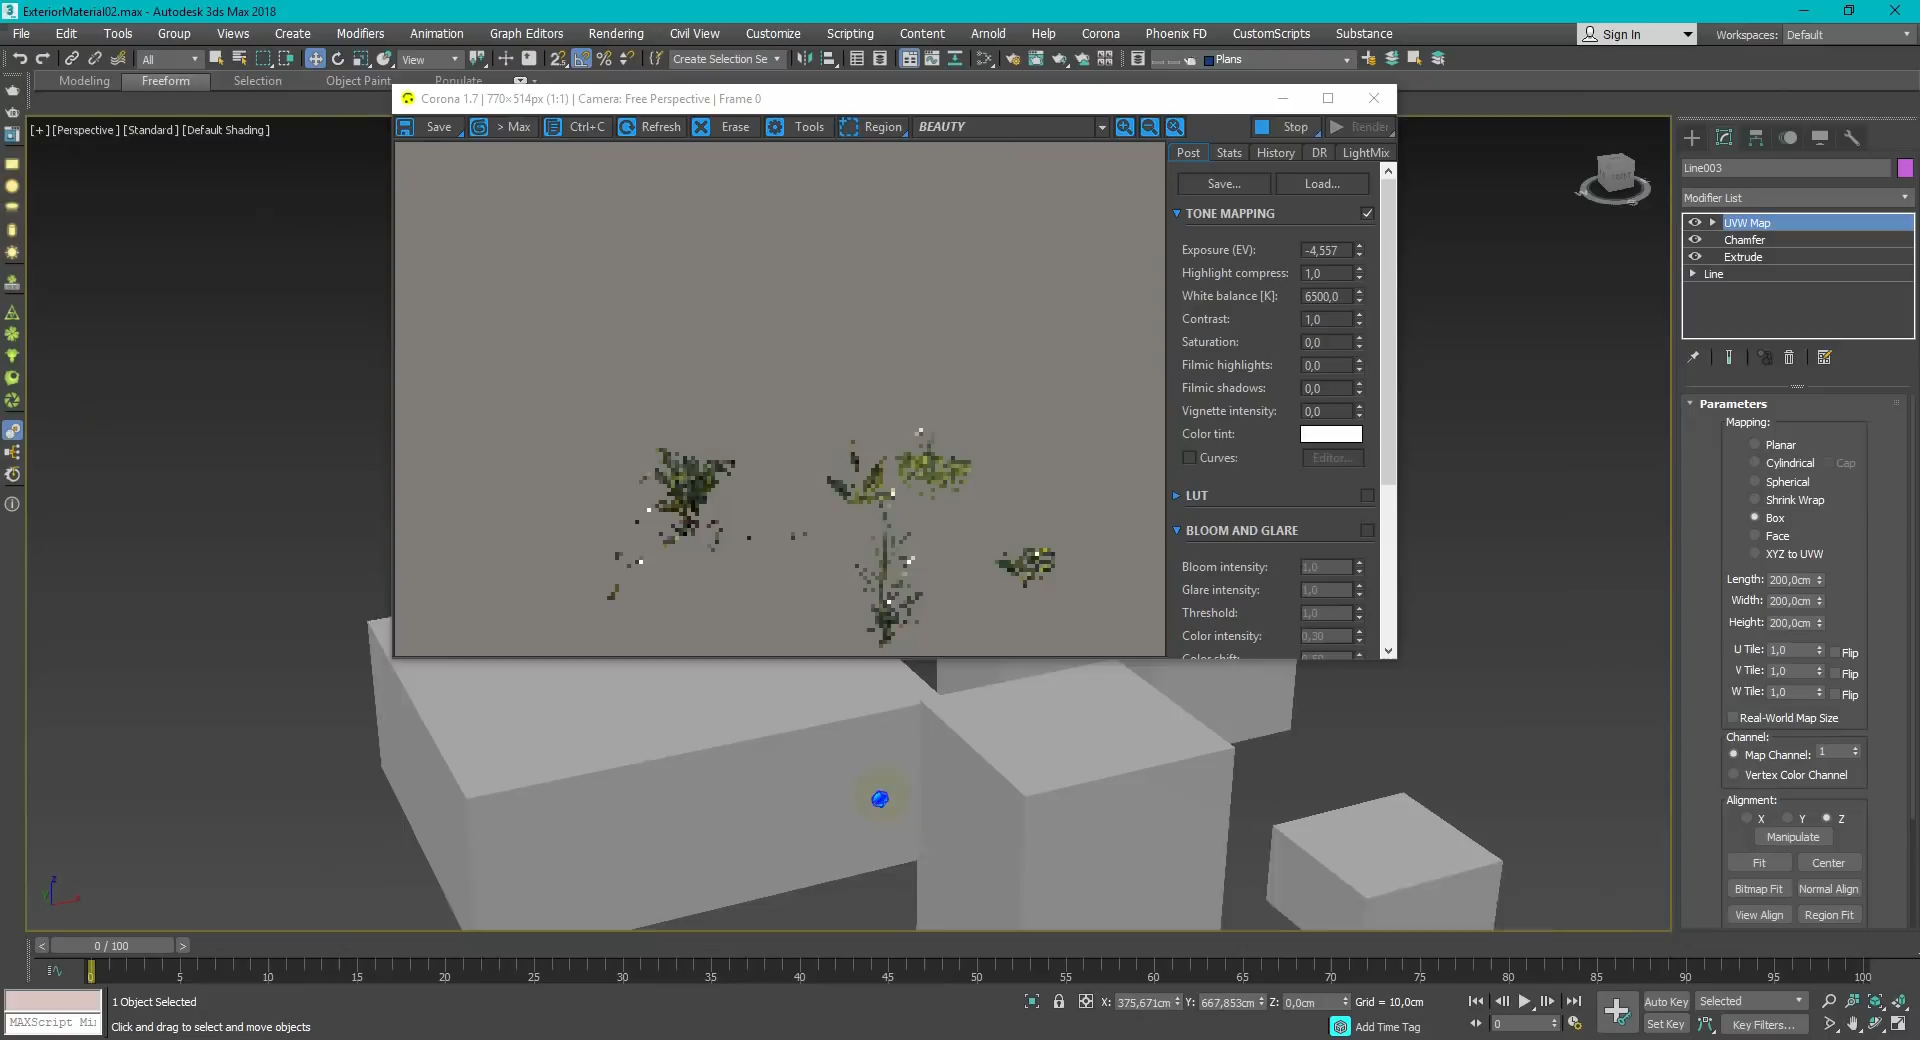 ExteriorMaterial02.max - Autodesk 3ds Max 2018
File Edit Tools Group Views Create Modifiers Animation Graph Editors Rendering Civil View Customize Scripting Content Arnold Help Corona Phoenix FD CustomScripts Substance Sign In Workspaces: Default
All View Create Selection Se Plans
Modeling Freeform Selection Object Paint Populate
[+] [Perspective] [Standard] [Default Shading]
Corona 1.7 | 770×514px (1:1) | Camera: Free Perspective | Frame 0
Save > Max Ctrl+C Refresh Erase Tools Region BEAUTY Stop Render
Post Stats History DR LightMix
Save... Load...
TONE MAPPING
Exposure (EV): -4,557
Highlight compress: 1,0
White balance [K]: 6500,0
Contrast: 1,0
Saturation: 0,0
Filmic highlights: 0,0
Filmic shadows: 0,0
Vignette intensity: 0,0
Color tint:
Curves: Editor...
LUT
BLOOM AND GLARE
Bloom intensity: 1,0
Glare intensity: 1,0
Threshold: 1,0
Color intensity: 0,30
Line003
Modifier List
UVW Map
Chamfer
Extrude
Line
Parameters
Mapping:
Planar
Cylindrical Cap
Spherical
Shrink Wrap
Box
Face
XYZ to UVW
Length: 200,0cm
Width: 200,0cm
Height: 200,0cm
U Tile: 1,0 Flip
V Tile: 1,0 Flip
W Tile: 1,0 Flip
Real-World Map Size
Channel:
Map Channel: 1
Vertex Color Channel
Alignment:
X Y Z
Manipulate
Fit Center
Bitmap Fit Normal Align
View Align Region Fit
< 0 / 100 >
0 5 10 15 20 25 30 35 40 45 50 55 60 65 70 75 80 85 90 95 100
1 Object Selected X: 375,671cm Y: 667,853cm Z: 0,0cm Grid = 10,0cm Auto Key Selected
MAXScript Mi Click and drag to select and move objects Add Time Tag 0 Set Key Key Filters...